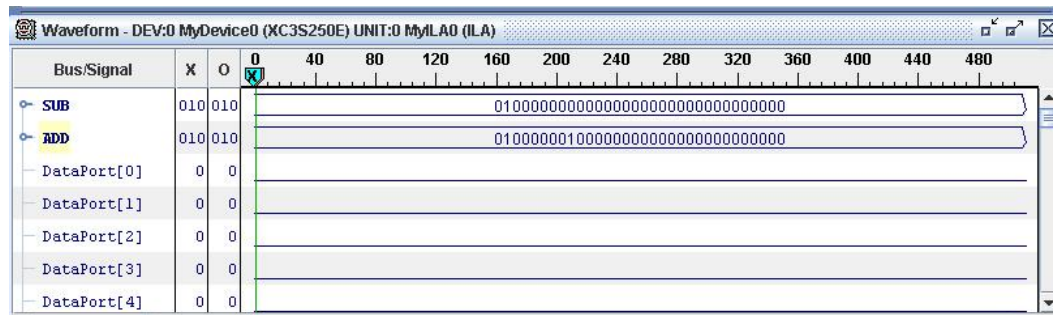 Waveform - DEV:0 MyDevice0 (XC3S250E) UNIT:0 MyILA0 (ILA)
Bus/Signal X O 0 40 80 120 160 200 240 280 320 360 400 440 480
X
SUB 010 010 01000000000000000000000000000000
ADD 010 010 01000000100000000000000000000000
DataPort[0] 0 0
DataPort[1] 0 0
DataPort[2] 0 0
DataPort[3] 0 0
DataPort[4] 0 0